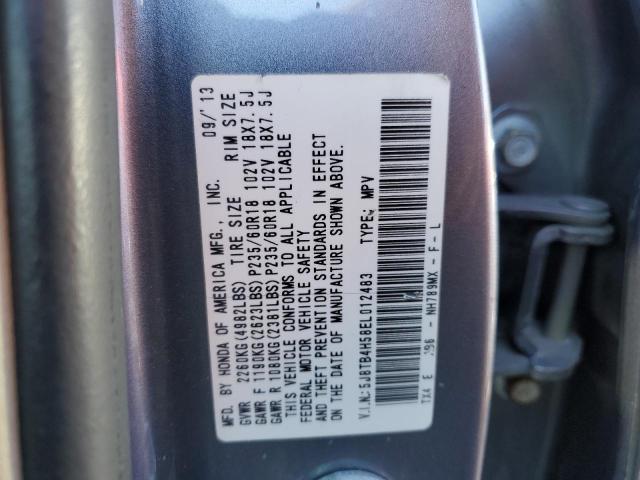 MFD. BY HONDA OF AMERICA MFG., INC. 09/'13
GVWR 2260KG(4982LBS) TIRE SIZE RIM SIZE
GAWR F 1190KG(2623LBS)P235/60R18 102V 18X7.5J
GAWR R 1080KG(2381LBS)P235/60R18 102V 18X7.5J
THIS VEHICLE CONFORMS TO ALL APPLICABLE
FEDERAL MOTOR VEHICLE SAFETY
AND THEFT PREVENTION STANDARDS IN EFFECT
ON THE DATE OF MANUFACTURE SHOWN ABOVE.
V.I.N: 5J8TB4H58EL012483 TYPE: MPV
TX4 E NH789MX - F - L